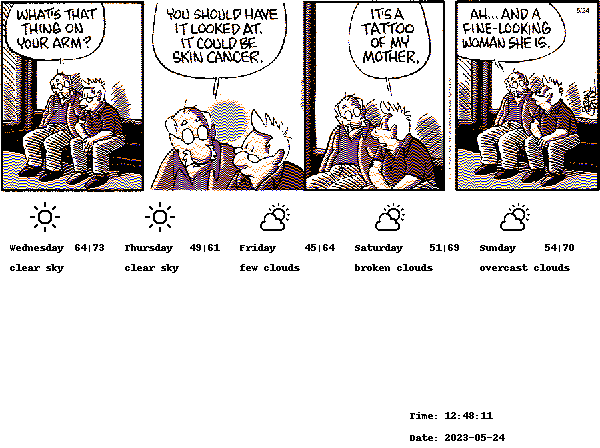 WHAT'S THAT
THING ON
YOUR ARM?
YOU SHOULD HAVE
IT LOOKED AT.
IT COULD BE
SKIN CANCER.
IT'S A
TATTOO
OF MY
MOTHER.
AH... AND A
FINE-LOOKING
WOMAN SHE IS.
5/24
Wednesday 64|73
clear sky
Thursday 49|61
clear sky
Friday 45|64
few clouds
Saturday 51|69
broken clouds
Sunday 54|70
overcast clouds
Time: 12:48:11
Date: 2023-05-24